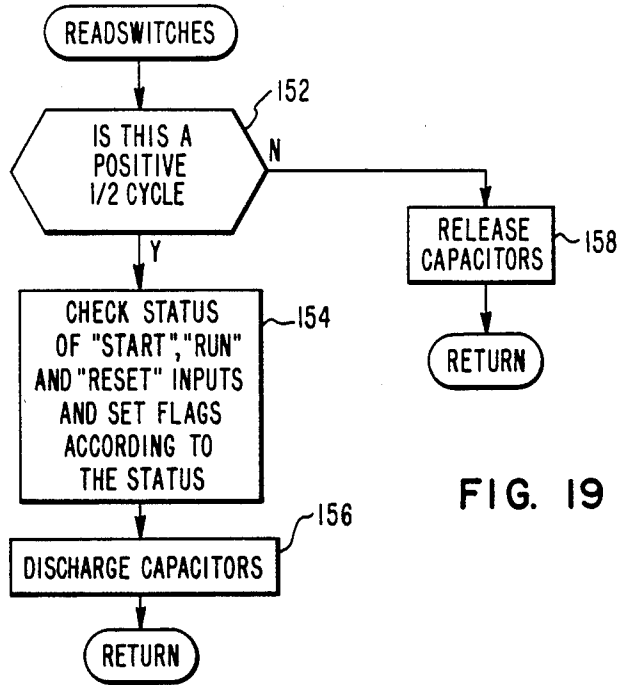 READSWITCHES
152
IS THIS A
POSITIVE
1/2 CYCLE
N
Y
RELEASE
CAPACITORS
158
RETURN
CHECK STATUS
OF "START", "RUN"
AND "RESET" INPUTS
AND SET FLAGS
ACCORDING TO
THE STATUS
154
FIG. 19
156
DISCHARGE CAPACITORS
RETURN